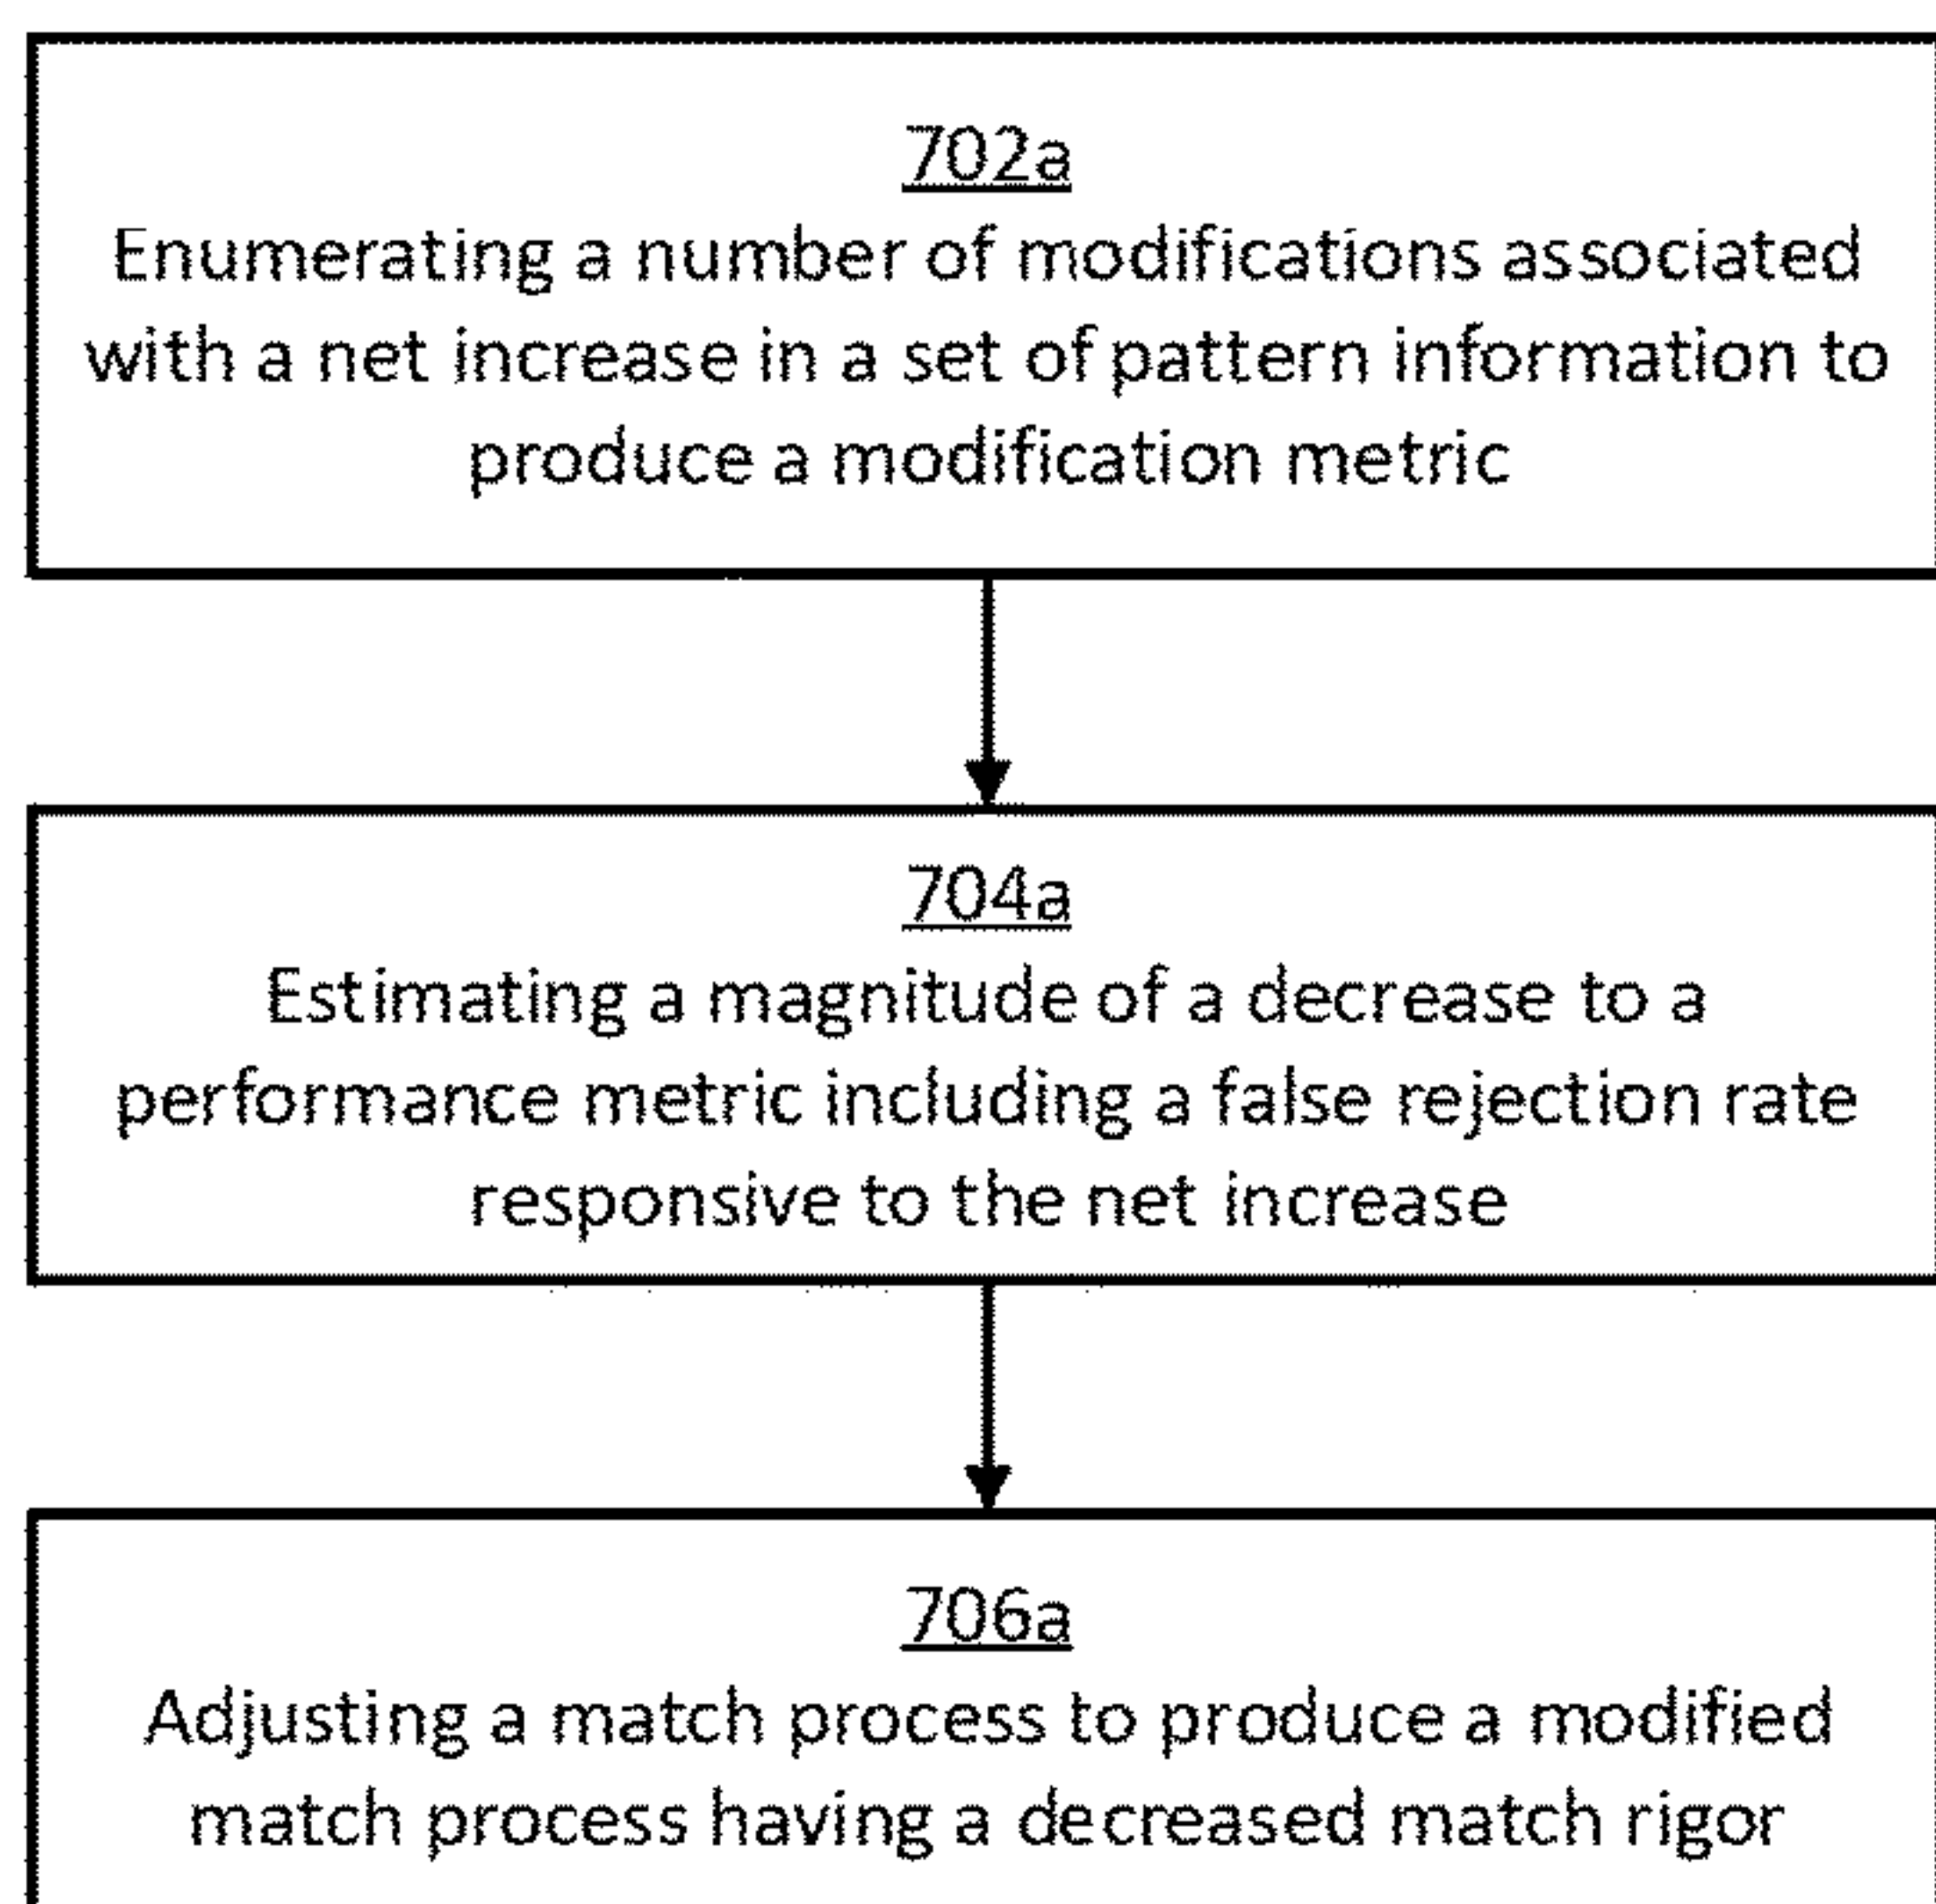 702a
Enumerating a number of modifications associated
with a net increase in a set of pattern information to
produce a modification metric
704a
Estimating a magnitude of a decrease to a
performance metric including a false rejection rate
responsive to the net increase
706a
Adjusting a match process to produce a modified
match process having a decreased match rigor